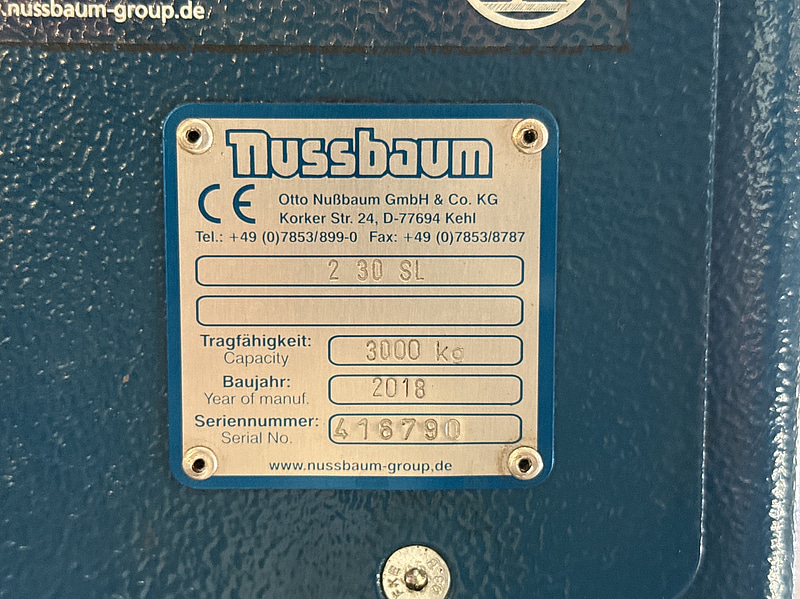 www.nussbaum-group.de
nussbaum
CE
Otto Nußbaum GmbH & Co. KG
Korker Str. 24, D-77694 Kehl
Tel.: +49 (0)7853/899-0 Fax: +49 (0)7853/8787
2 30 SL
Tragfähigkeit: 3000 kg
Capacity
Baujahr: 2018
Year of manuf.
Seriennummer: 416790
Serial No.
www.nussbaum-group.de